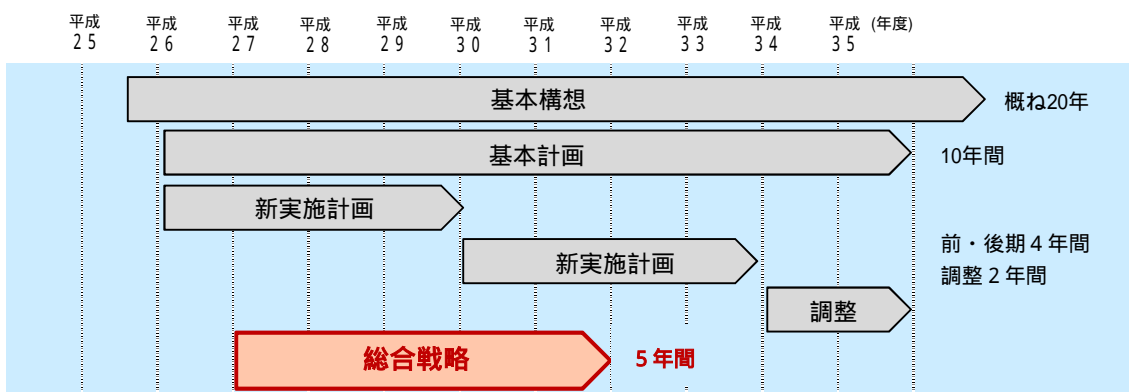 平成 平成 平成 平成 平成 平成 平成 平成 平成 平成 平成 (年度)
25 26 27 28 29 30 31 32 33 34 35
基本構想 概ね20年
基本計画 10年間
新実施計画
前・後期4年間
新実施計画
調整2年間
調整
総合戦略 5年間